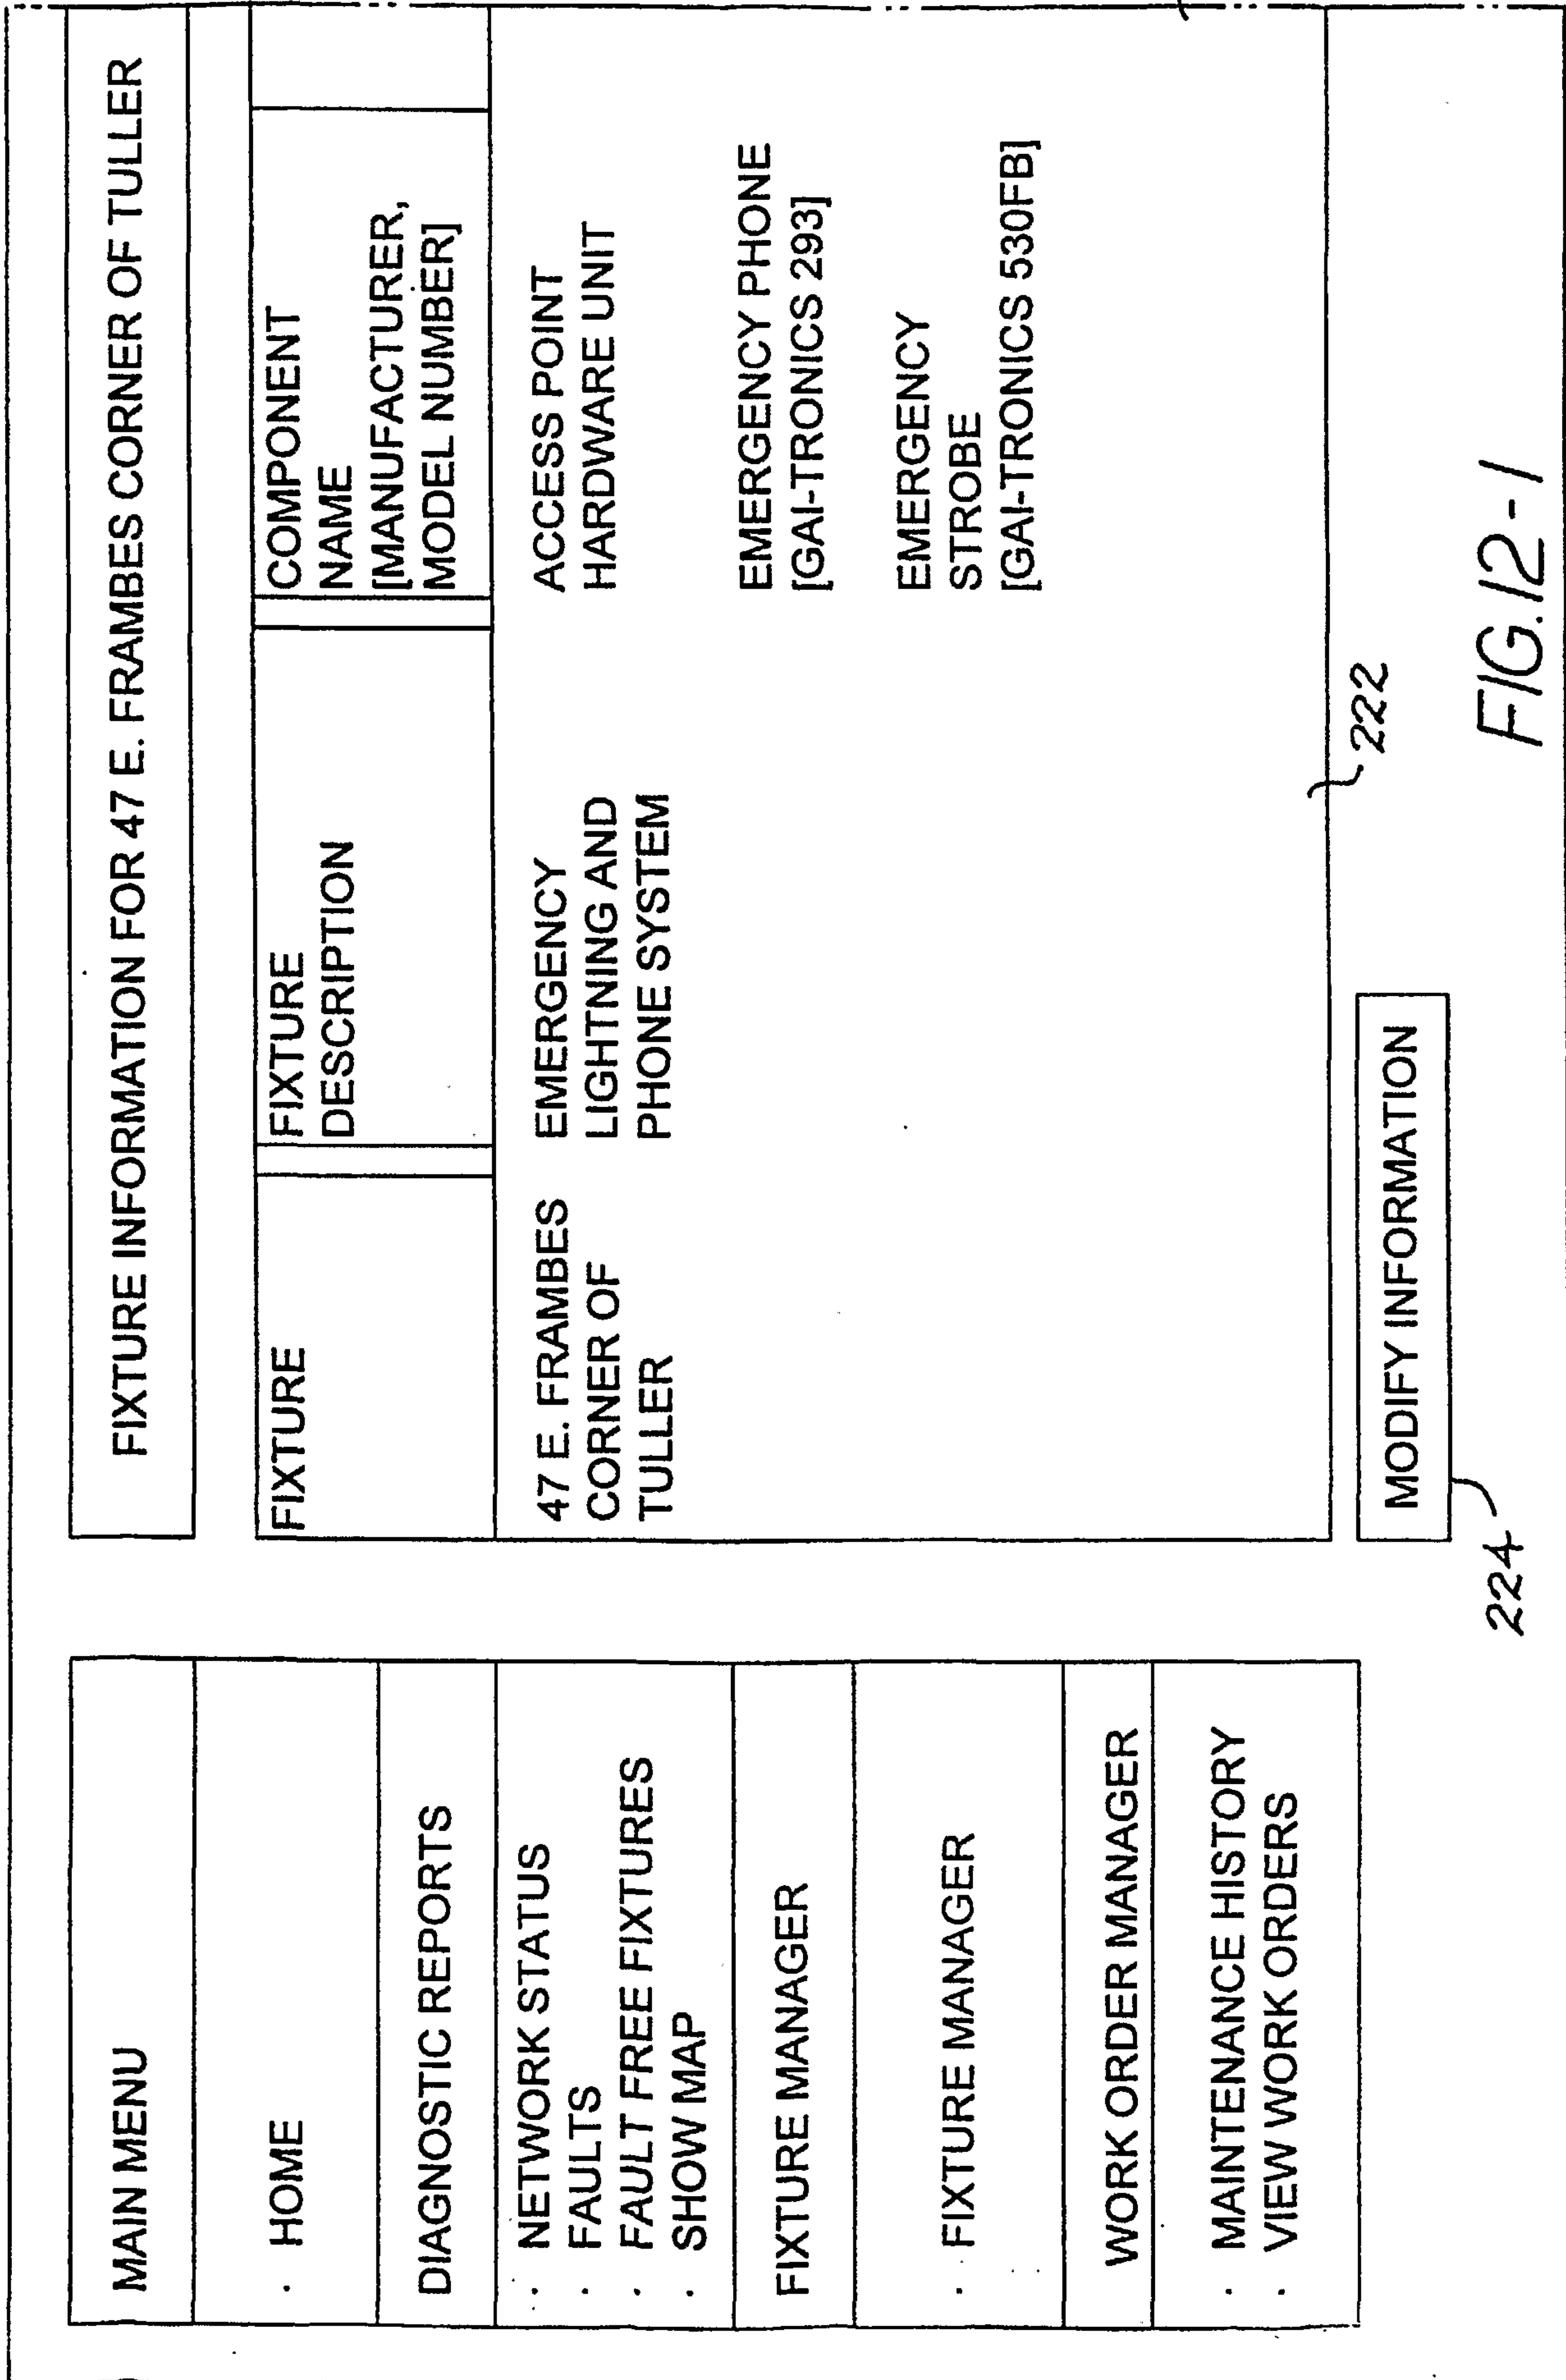 MAIN MENU
· HOME
DIAGNOSTIC REPORTS
· NETWORK STATUS
· FAULTS
· FAULT FREE FIXTURES
· SHOW MAP
FIXTURE MANAGER
· FIXTURE MANAGER
WORK ORDER MANAGER
· MAINTENANCE HISTORY
· VIEW WORK ORDERS
FIXTURE INFORMATION FOR 47 E. FRAMBES CORNER OF TULLER
FIXTURE
FIXTURE
DESCRIPTION
COMPONENT
NAME
[MANUFACTURER,
MODEL NUMBER]
47 E. FRAMBES
CORNER OF
TULLER
EMERGENCY
LIGHTNING AND
PHONE SYSTEM
ACCESS POINT
HARDWARE UNIT
EMERGENCY PHONE
[GAI-TRONICS 293]
EMERGENCY
STROBE
[GAI-TRONICS 530FB]
MODIFY INFORMATION
224
222
FIG.12-1